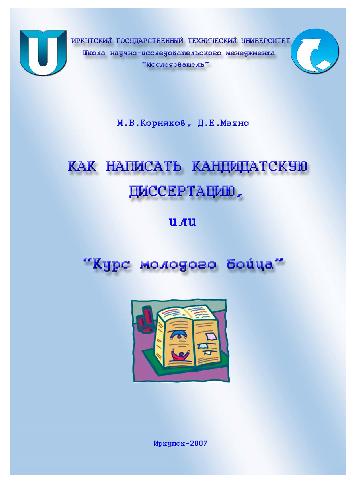 ИРКУТСКИЙ ГОСУДАРСТВЕННЫЙ ТЕХНИЧЕСКИЙ УНИВЕРСИТЕТ
Школа научно-исследовательского менеджмента
"Исследователь"
М.В.Корняков, Д.Е.Махно
КАК НАПИСАТЬ КАНДИДАТСКУЮ
ДИССЕРТАЦИЮ,
ИЛИ
"Курс молодого бойца"
Иркутск-2007